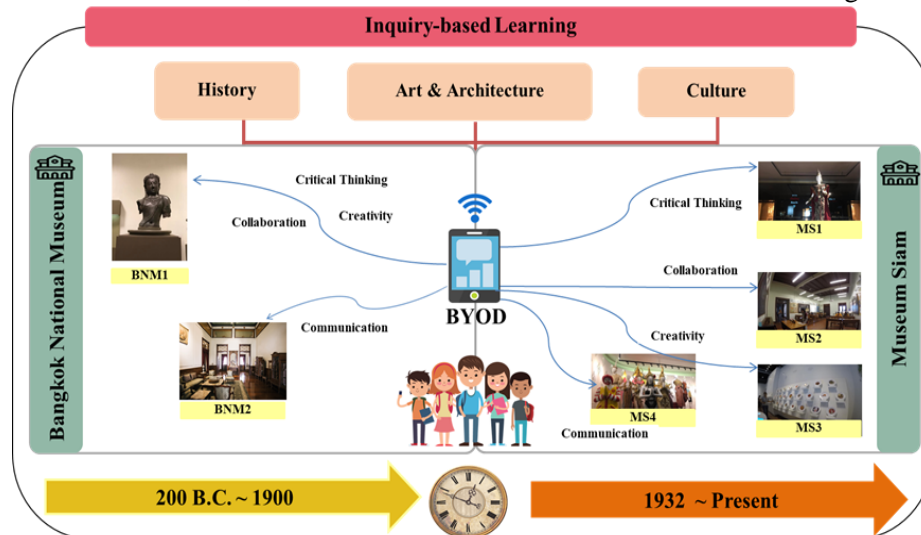 Inquiry-based Learning
History
Art & Architecture
Culture
Bangkok National Museum
Critical Thinking
Creativity
Collaboration
BNM1
Communication
BNM2
BYOD
Critical Thinking
MS1
Collaboration
MS2
Creativity
MS3
MS4
Communication
Museum Siam
200 B.C. ~ 1900
1932 ~ Present